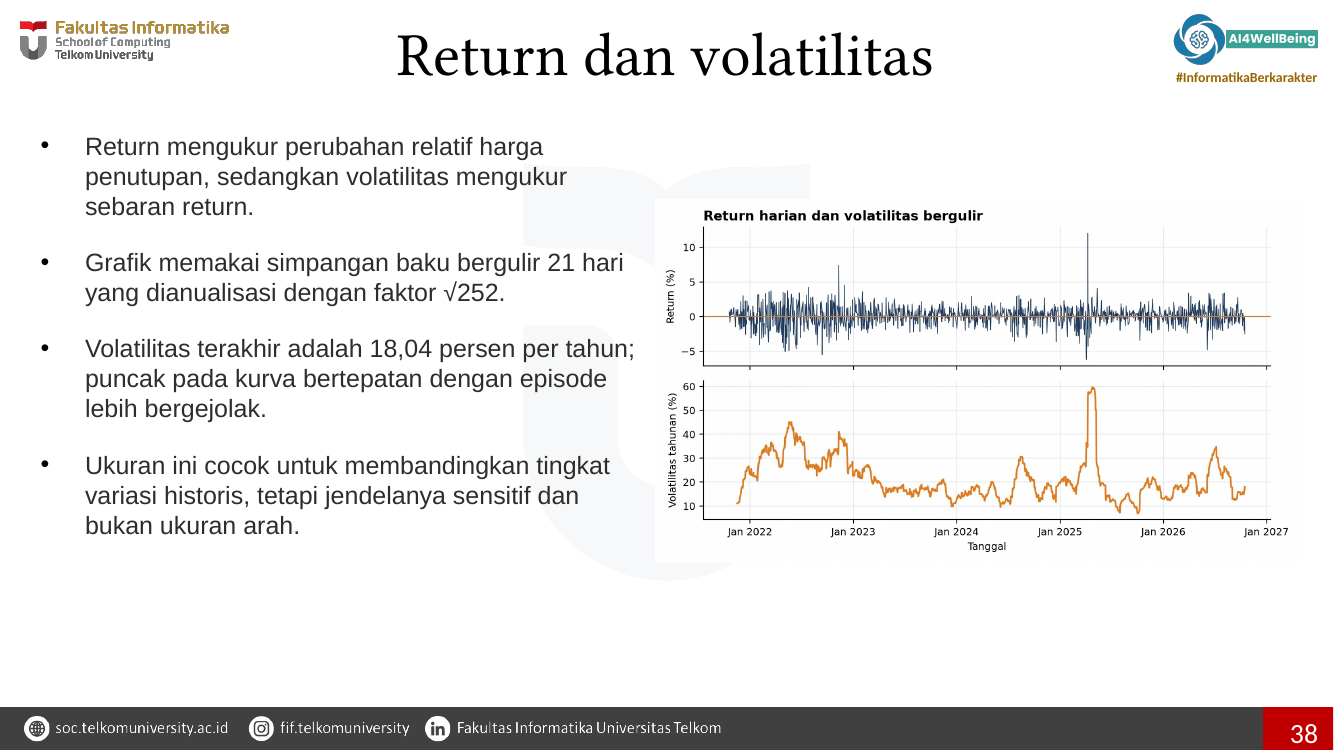 Fakultas Informatika
School of Computing
Telkom University
Return dan volatilitas
AI4WellBeing
#InformatikaBerkarakter
• Return mengukur perubahan relatif harga
penutupan, sedangkan volatilitas mengukur
sebaran return.
• Grafik memakai simpangan baku bergulir 21 hari
yang dianualisasi dengan faktor √252.
• Volatilitas terakhir adalah 18,04 persen per tahun;
puncak pada kurva bertepatan dengan episode
lebih bergejolak.
• Ukuran ini cocok untuk membandingkan tingkat
variasi historis, tetapi jendelanya sensitif dan
bukan ukuran arah.
Return harian dan volatilitas bergulir
Return (%)
10
5
0
−5
Volatilitas tahunan (%)
60
50
40
30
20
10
Jan 2022 Jan 2023 Jan 2024 Jan 2025 Jan 2026 Jan 2027
Tanggal
soc.telkomuniversity.ac.id fif.telkomuniversity Fakultas Informatika Universitas Telkom
38